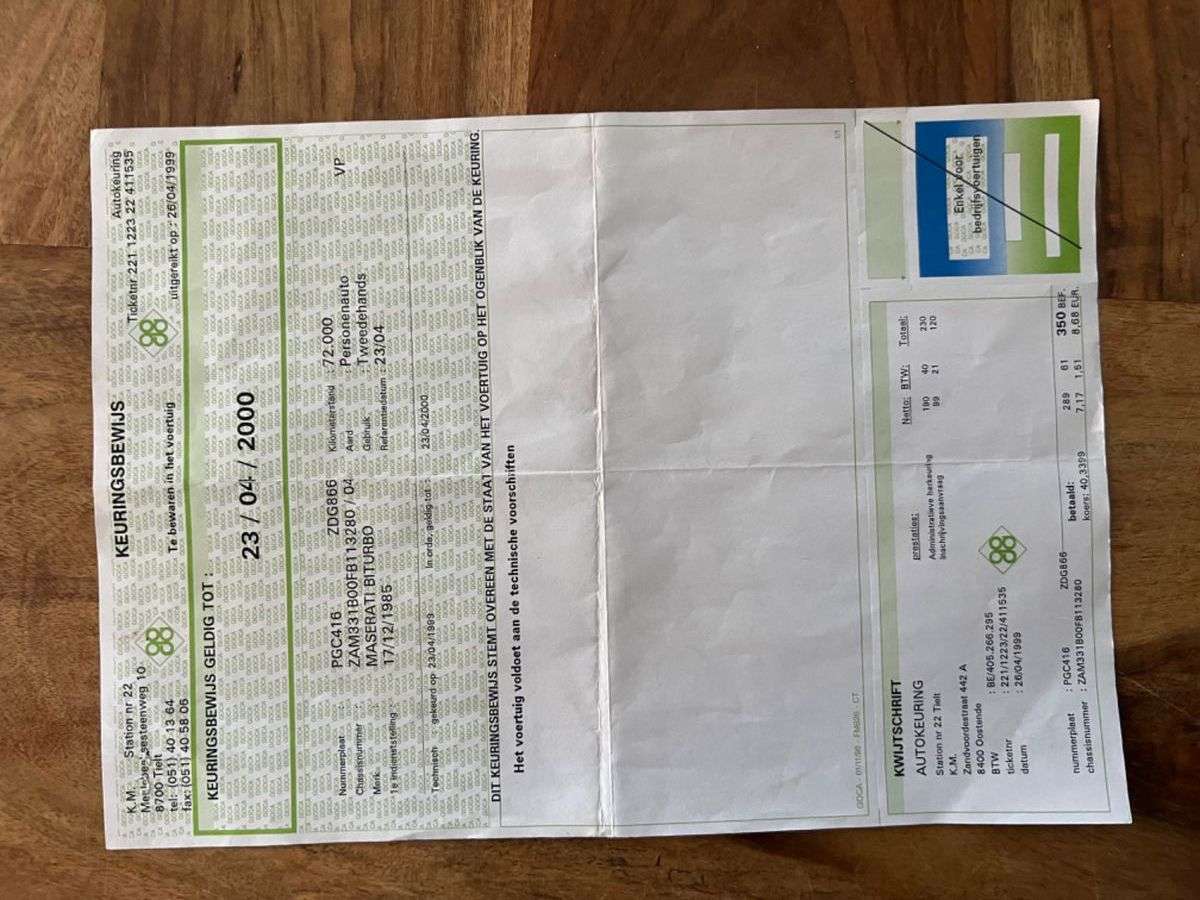 KEURINGSBEWIJS
Autokeuring
K.M. Station nr 22
Ticketnr 221 1223 22 411535
8700 Tielt
tel: (051) 40 13 64
Te bewaren in het voertuig
uitgereikt op : 26/04/1999
fax: (051) 40 58 06
KEURINGSBEWIJS GELDIG TOT :
23 / 04 / 2000
Nummerplaat : PGC416 ZDG866 Kilometerstand : 72.000 VP
Chassisnummer : ZAM331B00FB113280 / 04 Aard : Personenauto
Merk : MASERATI BITURBO Gebruik : Tweedehands
1e indienststelling : 17/12/1985 Referentiedatum : 23/04
Technisch gekeurd op 23/04/1999 In orde, geldig tot : 23/04/2000
DIT KEURINGSBEWIJS STEMT OVEREEN MET DE STAAT VAN HET VOERTUIG OP HET OGENBLIK VAN DE KEURING.
Het voertuig voldoet aan de technische voorschriften
1/1
KWIJTSCHRIFT
AUTOKEURING
Station nr 22 Tielt
K.M.
Zandvoordestraat 442 A
8400 Oostende
BTW : BE/405.266.295
ticketnr : 221/1223/22/411535
datum : 26/04/1999
nummerplaat : PGC416 ZDG866
chassisnummer : ZAM331B00FB113280
prestaties: Netto: BTW: Totaal:
Administratieve herkeuring 190 40 230
Inschrijvingsaanvraag 99 21 120
betaald: 289 61 350 BEF.
koers: 40,3399 7,17 1,51 8,68 EUR.
Enkel voor
bedrijfsvoertuigen